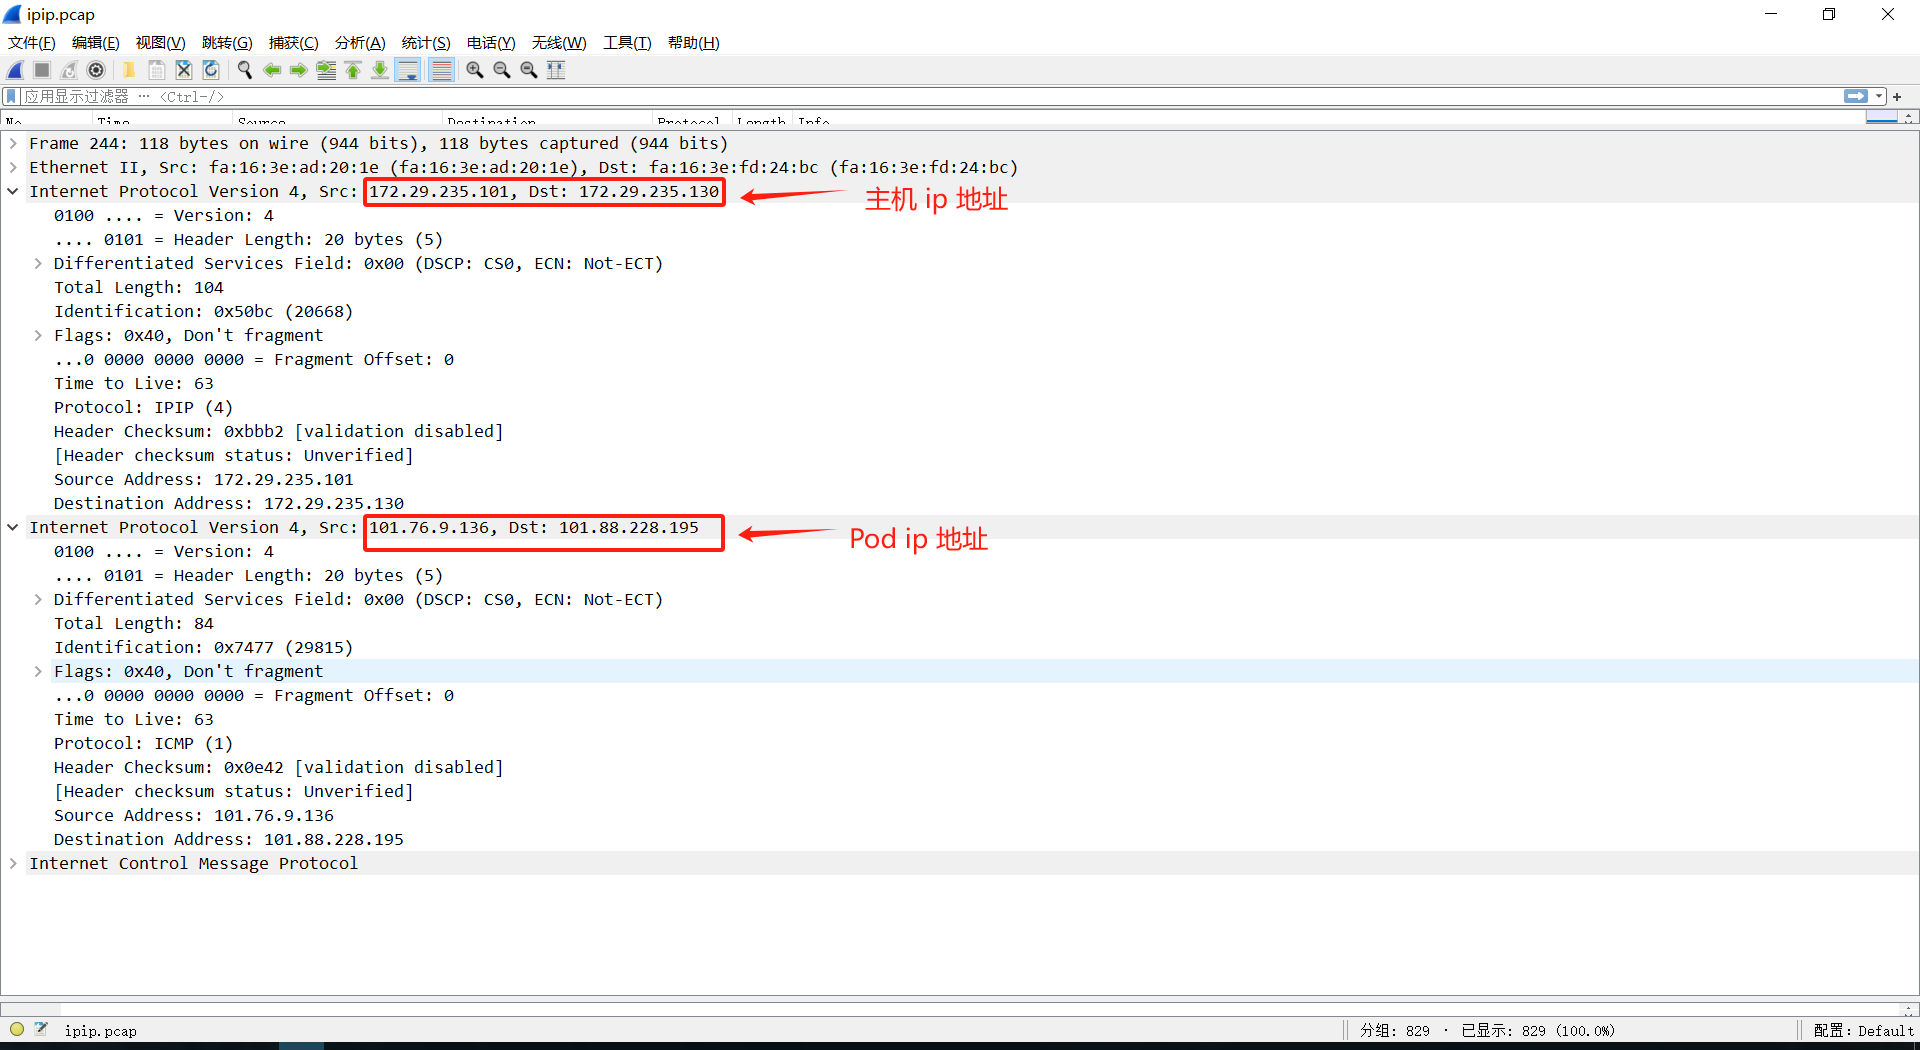 ipip.pcap
文件(F) 编辑(E) 视图(V) 跳转(G) 捕获(C) 分析(A) 统计(S) 电话(Y) 无线(W) 工具(T) 帮助(H)
应用显示过滤器 … <Ctrl-/>
No. Time Source Destination Protocol Length Info
Frame 244: 118 bytes on wire (944 bits), 118 bytes captured (944 bits)
Ethernet II, Src: fa:16:3e:ad:20:1e (fa:16:3e:ad:20:1e), Dst: fa:16:3e:fd:24:bc (fa:16:3e:fd:24:bc)
Internet Protocol Version 4, Src: 172.29.235.101, Dst: 172.29.235.130
主机 ip 地址
0100 .... = Version: 4
.... 0101 = Header Length: 20 bytes (5)
Differentiated Services Field: 0x00 (DSCP: CS0, ECN: Not-ECT)
Total Length: 104
Identification: 0x50bc (20668)
Flags: 0x40, Don't fragment
...0 0000 0000 0000 = Fragment Offset: 0
Time to Live: 63
Protocol: IPIP (4)
Header Checksum: 0xbbb2 [validation disabled]
[Header checksum status: Unverified]
Source Address: 172.29.235.101
Destination Address: 172.29.235.130
Internet Protocol Version 4, Src: 101.76.9.136, Dst: 101.88.228.195
Pod ip 地址
0100 .... = Version: 4
.... 0101 = Header Length: 20 bytes (5)
Differentiated Services Field: 0x00 (DSCP: CS0, ECN: Not-ECT)
Total Length: 84
Identification: 0x7477 (29815)
Flags: 0x40, Don't fragment
...0 0000 0000 0000 = Fragment Offset: 0
Time to Live: 63
Protocol: ICMP (1)
Header Checksum: 0x0e42 [validation disabled]
[Header checksum status: Unverified]
Source Address: 101.76.9.136
Destination Address: 101.88.228.195
Internet Control Message Protocol
ipip.pcap
分组: 829 · 已显示: 829 (100.0%)
配置: Default